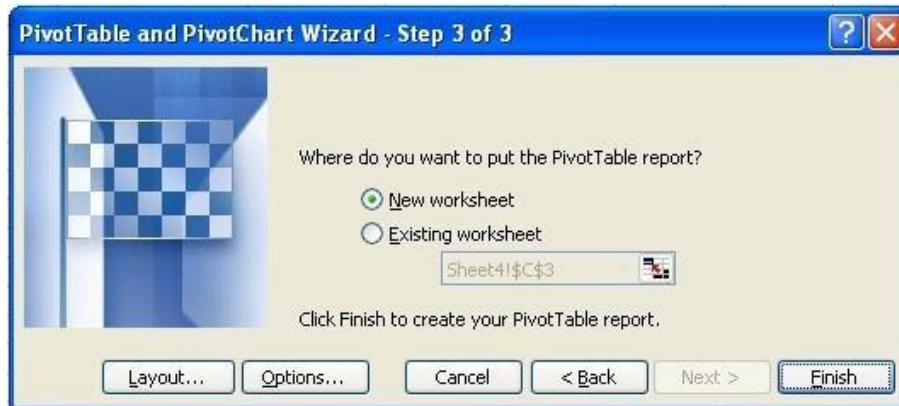 PivotTable and PivotChart Wizard - Step 3 of 3
Where do you want to put the PivotTable report?
New worksheet
Existing worksheet
Sheet4!$C$3
Click Finish to create your PivotTable report.
Layout... Options... Cancel < Back Next > Finish